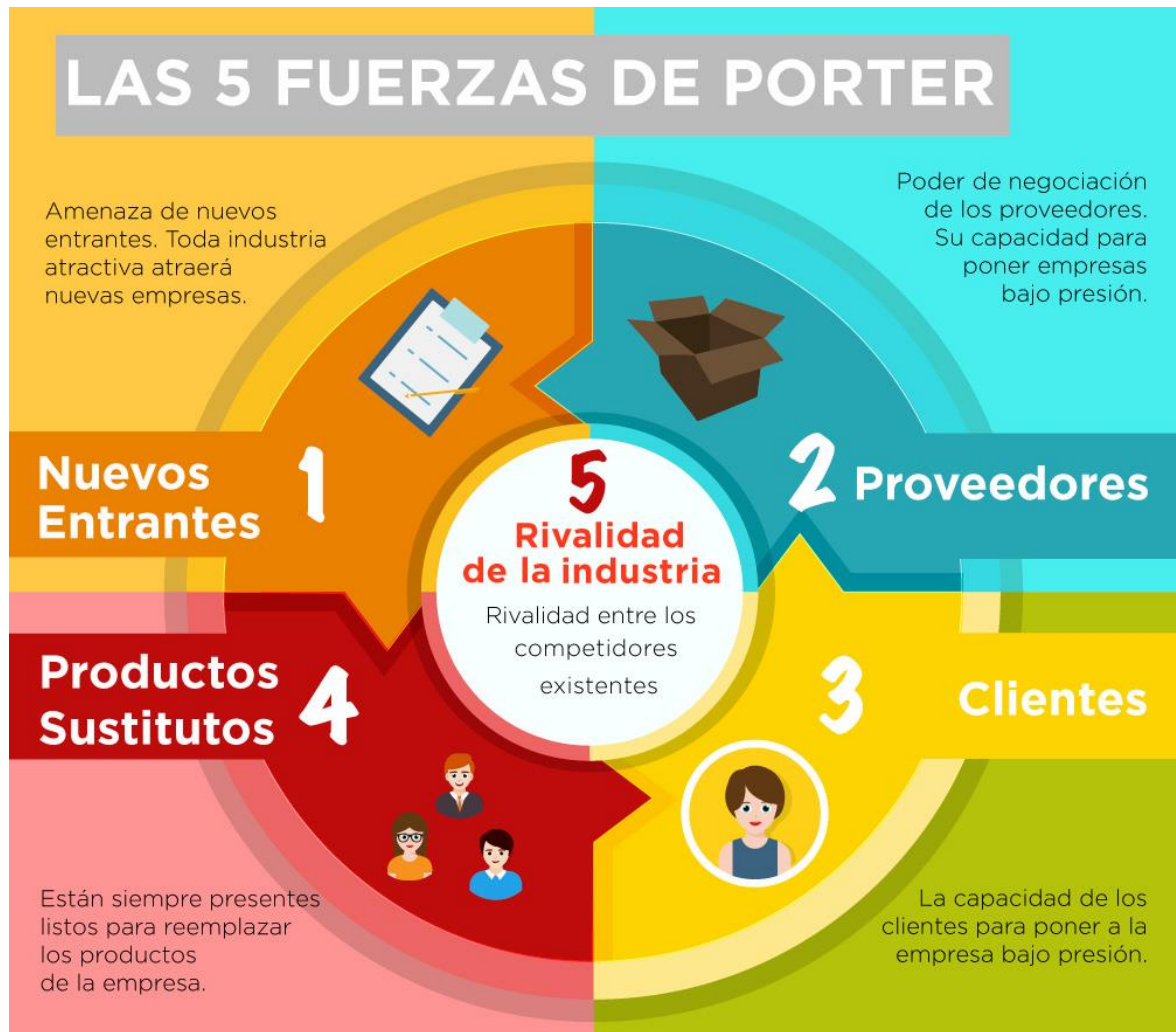 LAS 5 FUERZAS DE PORTER
Amenaza de nuevos
entrantes. Toda industria
atractiva atraerá
nuevas empresas.
Nuevos
Entrantes
1
Poder de negociación
de los proveedores.
Su capacidad para
poner empresas
bajo presión.
2 Proveedores
5
Rivalidad
de la industria
Rivalidad entre los
competidores
existentes
3 Clientes
La capacidad de los
clientes para poner a la
empresa bajo presión.
Productos
Sustitutos
4
Están siempre presentes
listos para reemplazar
los productos
de la empresa.